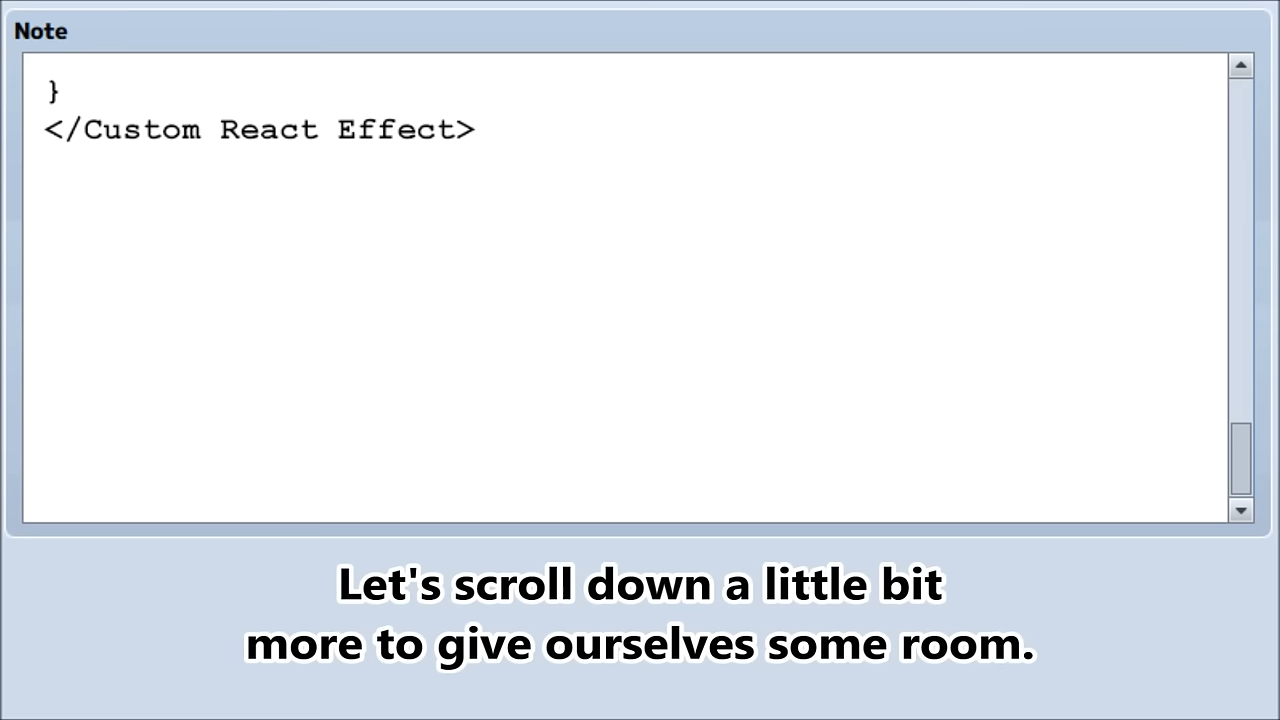 Note
}
</Custom React Effect>
Let's scroll down a little bit
more to give ourselves some room.